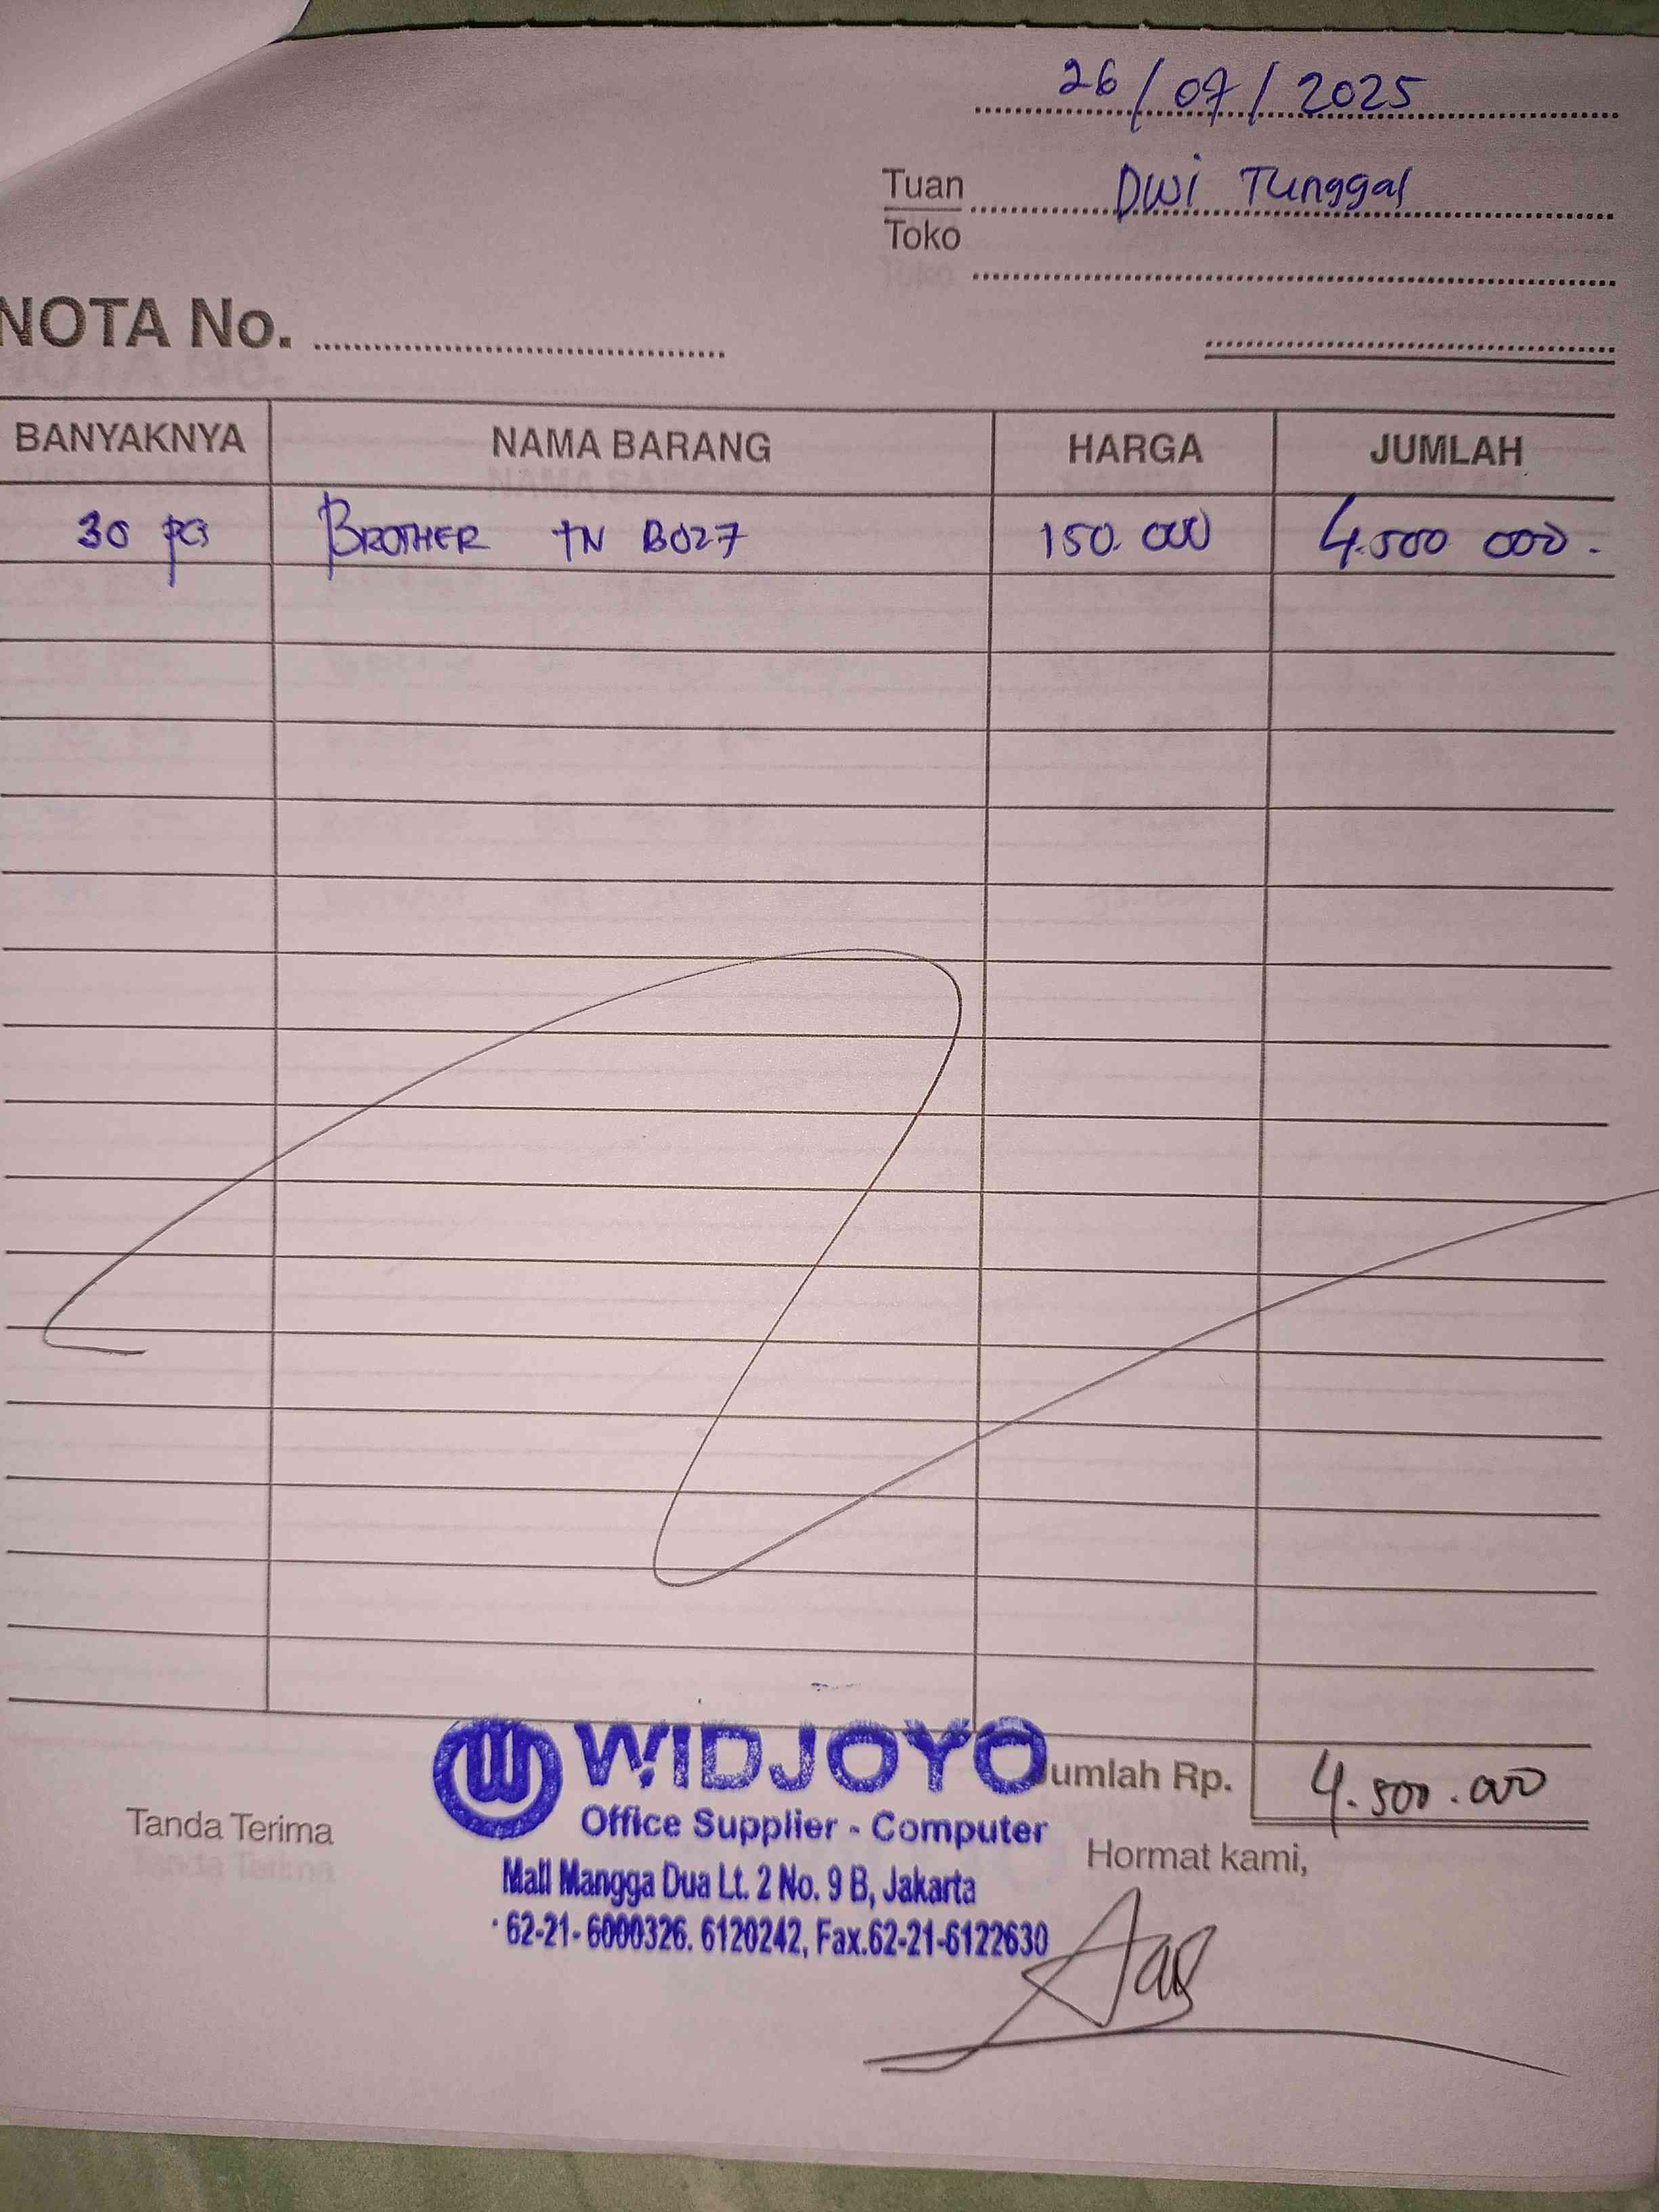 26/07/2025
Tuan Dwi Tunggal
Toko
NOTA No.
BANYAKNYA NAMA BARANG HARGA JUMLAH
30 pcs BROTHER TN B027 150.000 4.500 000.
WIDJOYO
Jumlah Rp. 4.500.000
Office Supplier - Computer
Tanda Terima
Hormat kami,
Mall Mangga Dua Lt. 2 No. 9 B, Jakarta
62-21-6000326. 6120242, Fax.62-21-6122630